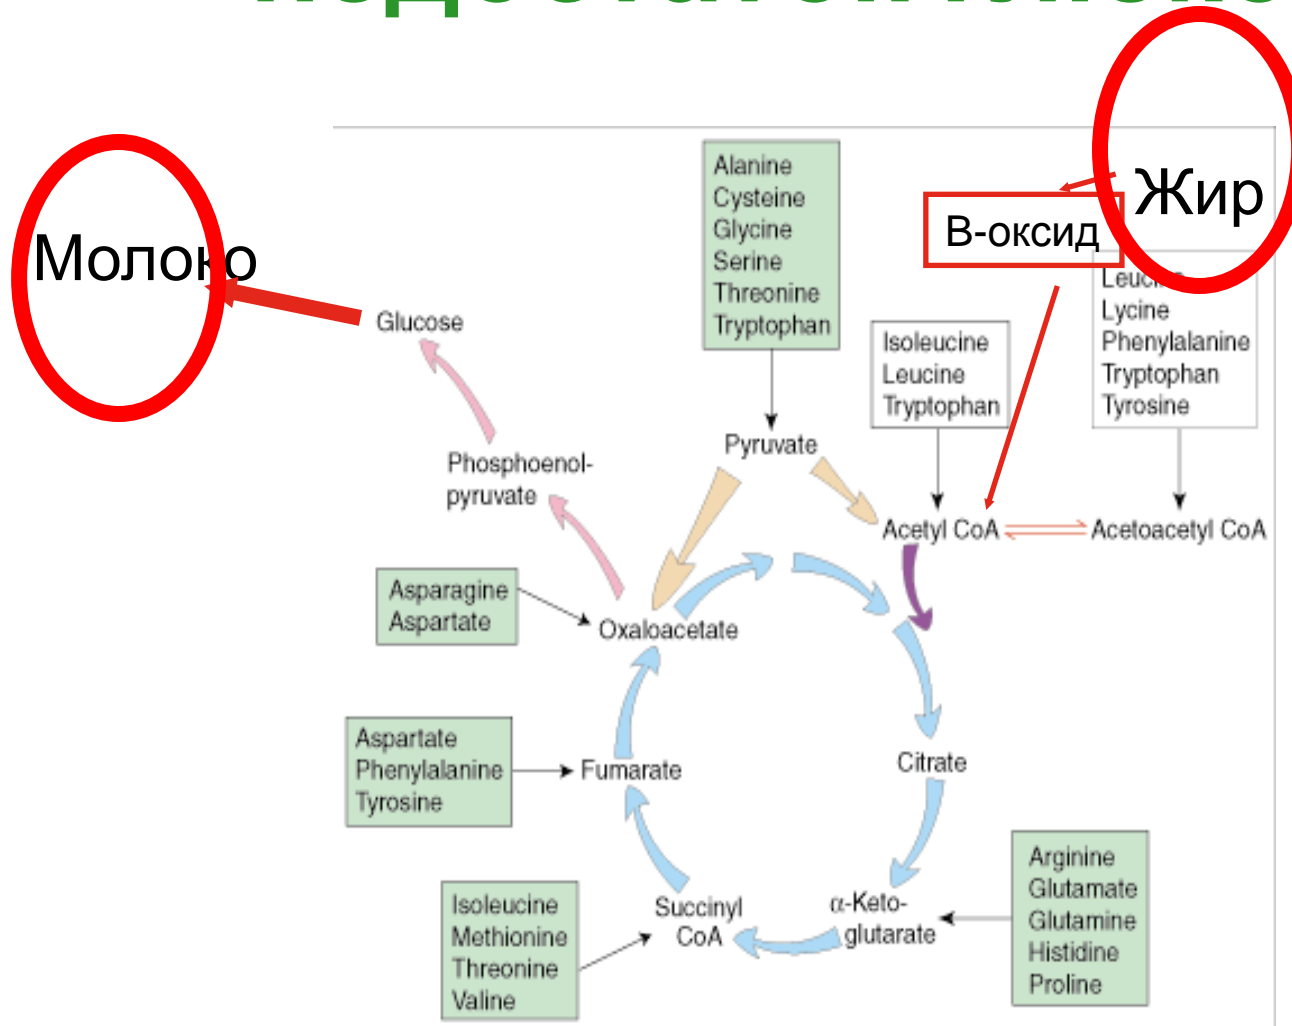 Жир
Молоко
В-оксид
Alanine
Cysteine
Glycine
Serine
Threonine
Tryptophan
Leucine
Lycine
Phenylalanine
Tryptophan
Tyrosine
Isoleucine
Leucine
Tryptophan
Glucose
Pyruvate
Phosphoenol-
pyruvate
Acetyl CoA
Acetoacetyl CoA
Asparagine
Aspartate
Oxaloacetate
Aspartate
Phenylalanine
Tyrosine
Fumarate
Citrate
Isoleucine
Methionine
Threonine
Valine
Succinyl
CoA
α-Keto-
glutarate
Arginine
Glutamate
Glutamine
Histidine
Proline